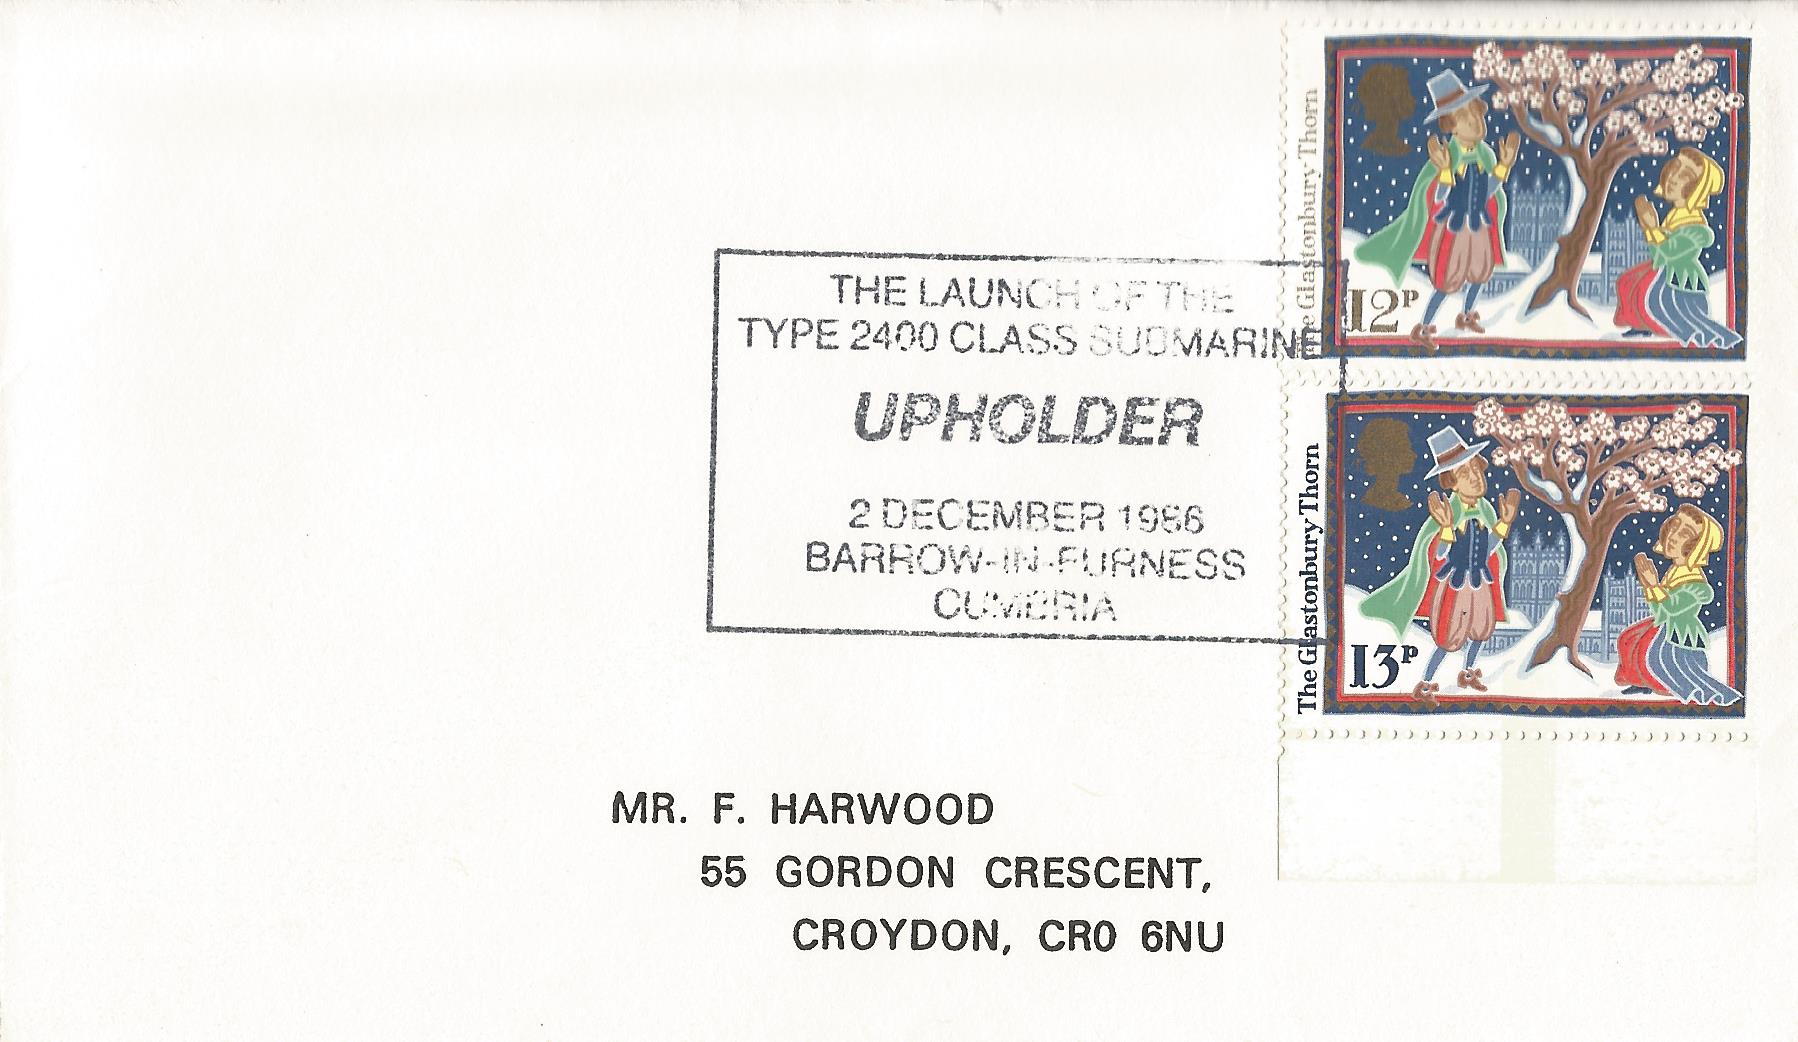 THE LAUNCH OF THE
TYPE 2400 CLASS SUBMARINE
UPHOLDER
2 DECEMBER 1986
BARROW-IN-FURNESS
CUMBRIA
The Glastonbury Thorn
12P
The Glastonbury Thorn
13P
MR. F. HARWOOD
55 GORDON CRESCENT,
CROYDON, CR0 6NU